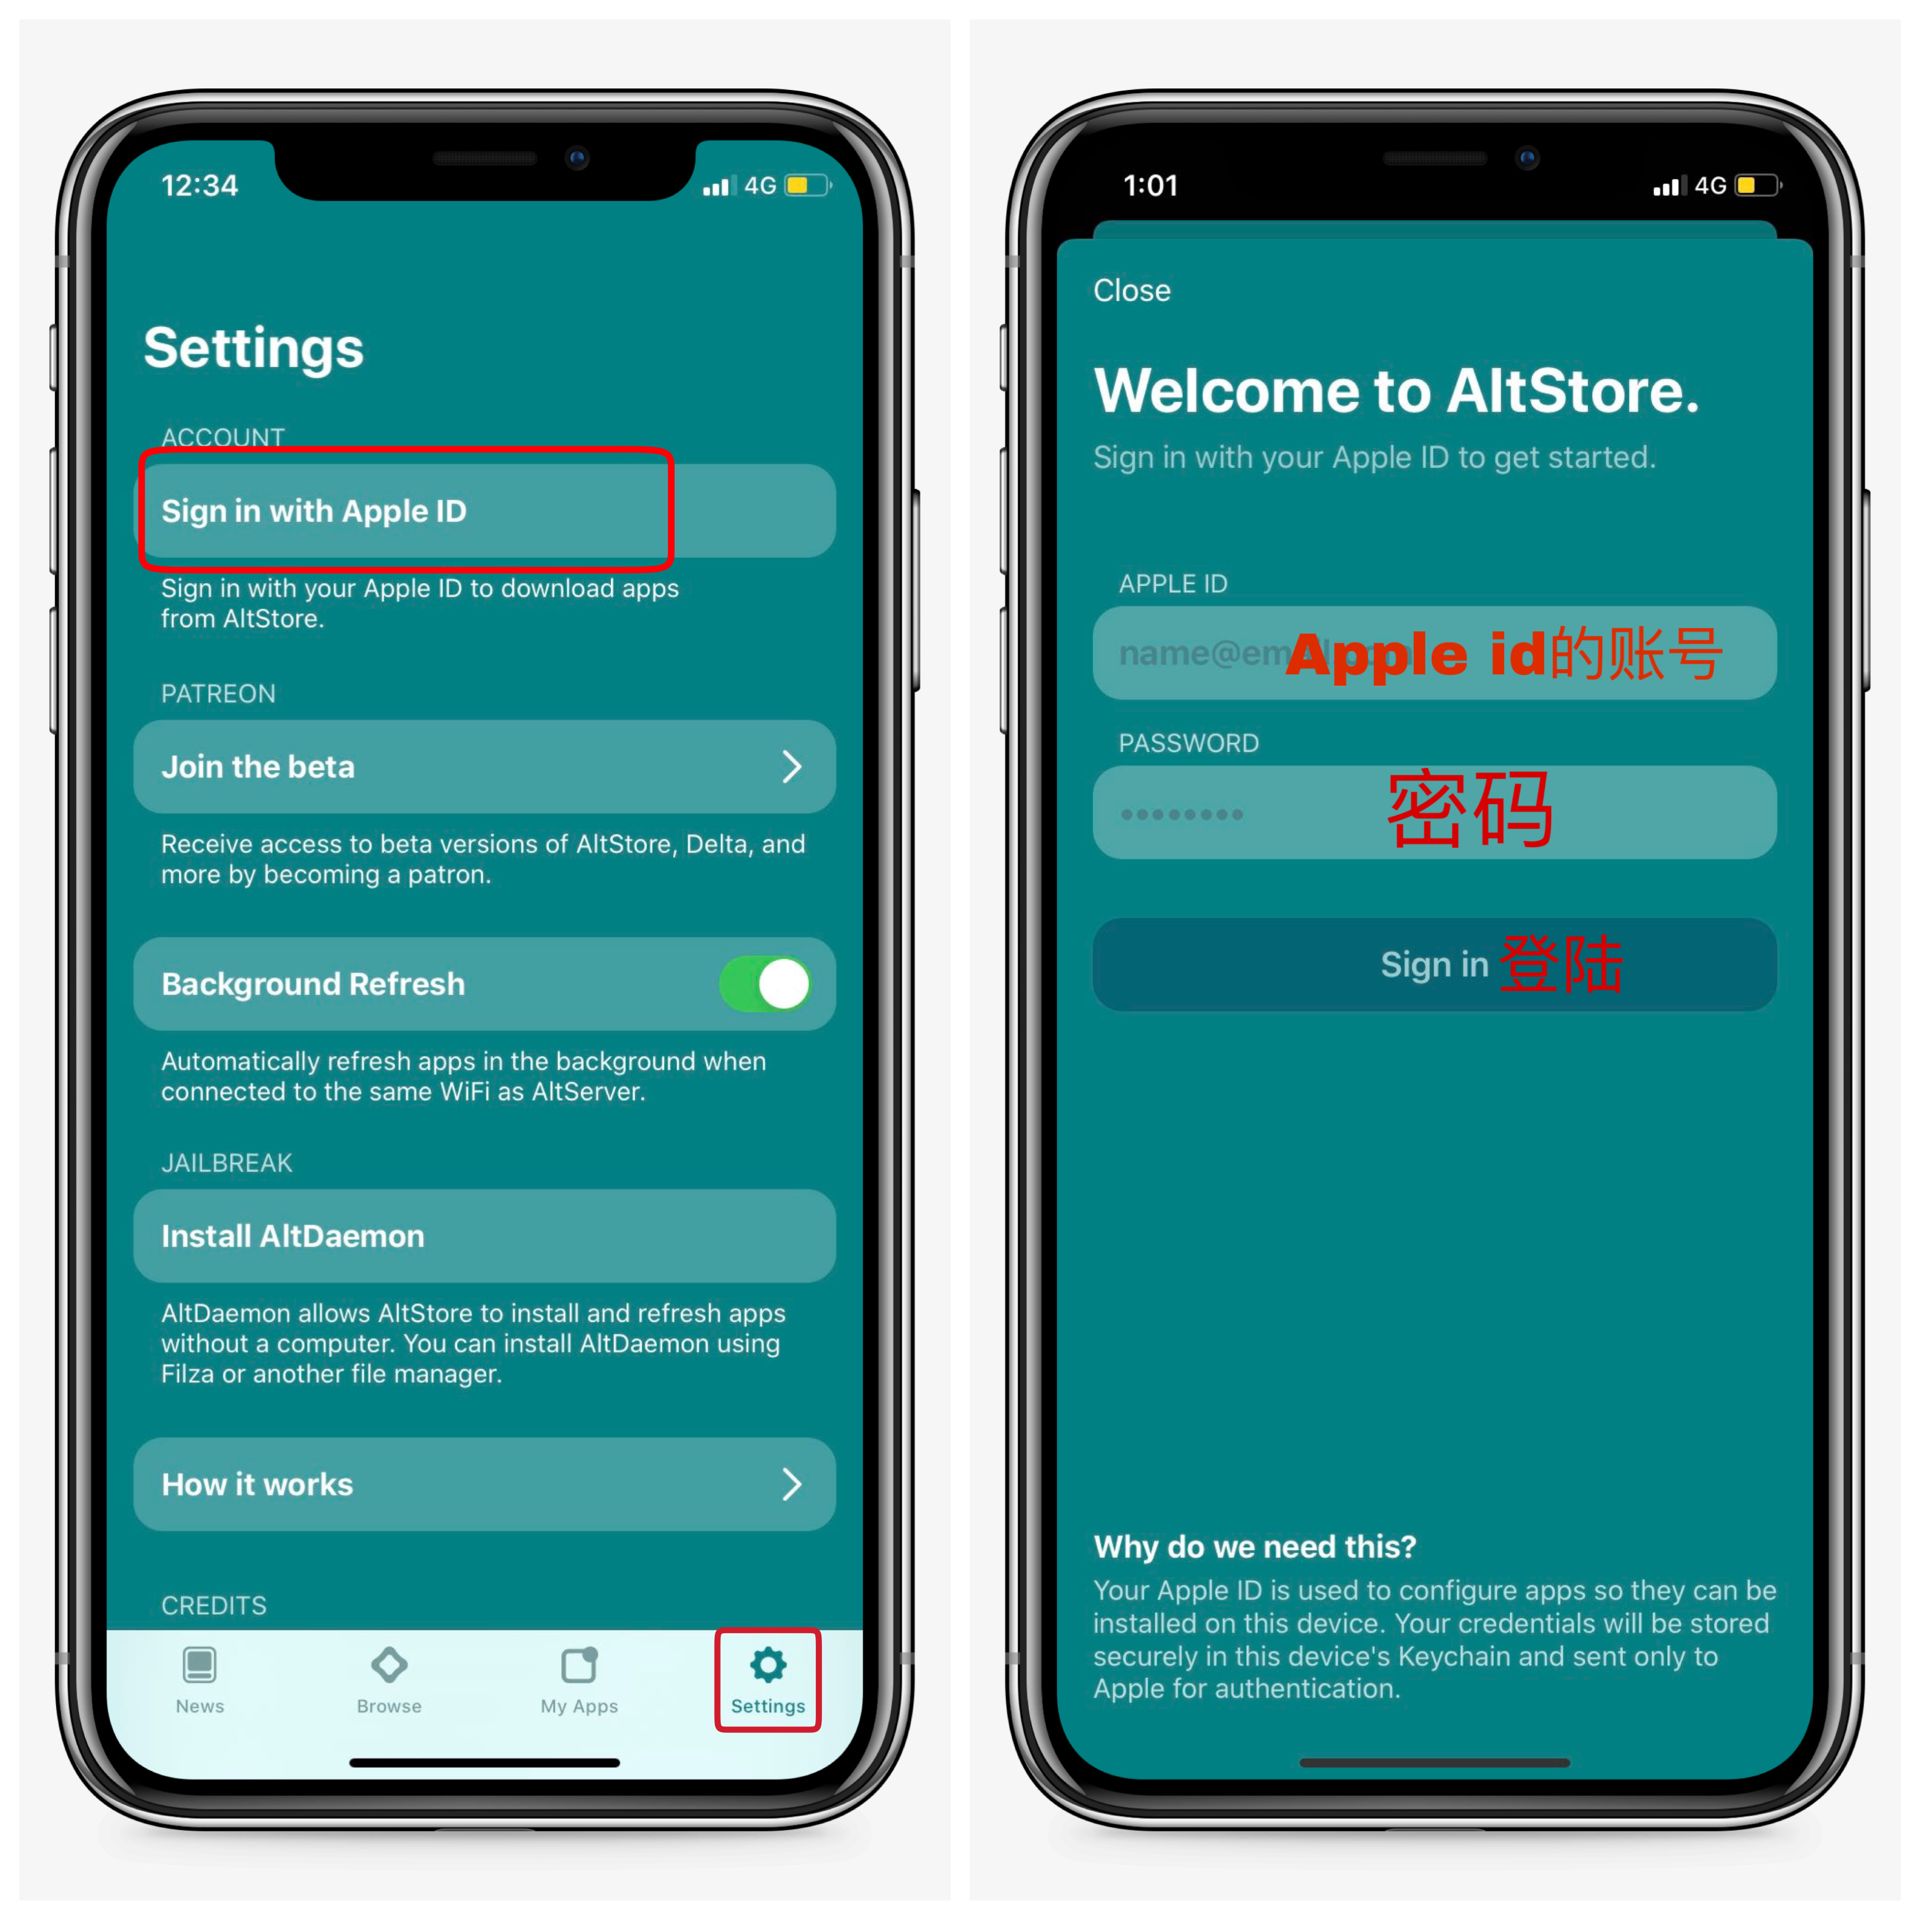 12:34
4G
Settings
ACCOUNT
Sign in with Apple ID
Sign in with your Apple ID to download apps
from AltStore.
PATREON
Join the beta
Receive access to beta versions of AltStore, Delta, and
more by becoming a patron.
Background Refresh
Automatically refresh apps in the background when
connected to the same WiFi as AltServer.
JAILBREAK
Install AltDaemon
AltDaemon allows AltStore to install and refresh apps
without a computer. You can install AltDaemon using
Filza or another file manager.
How it works
CREDITS
News
Browse
My Apps
Settings
1:01
4G
Close
Welcome to AltStore.
Sign in with your Apple ID to get started.
APPLE ID
Apple id的账号
PASSWORD
密码
Sign in 登陆
Why do we need this?
Your Apple ID is used to configure apps so they can be
installed on this device. Your credentials will be stored
securely in this device's Keychain and sent only to
Apple for authentication.